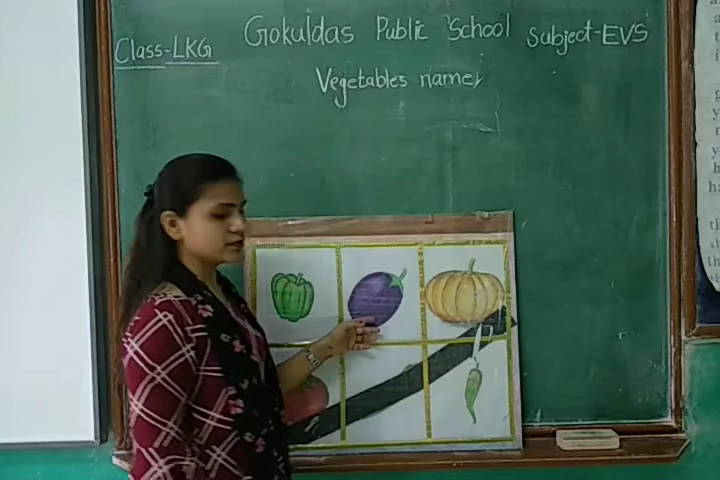 Class-LKG Gokuldas Public School Subject-EVS
Vegetables name,